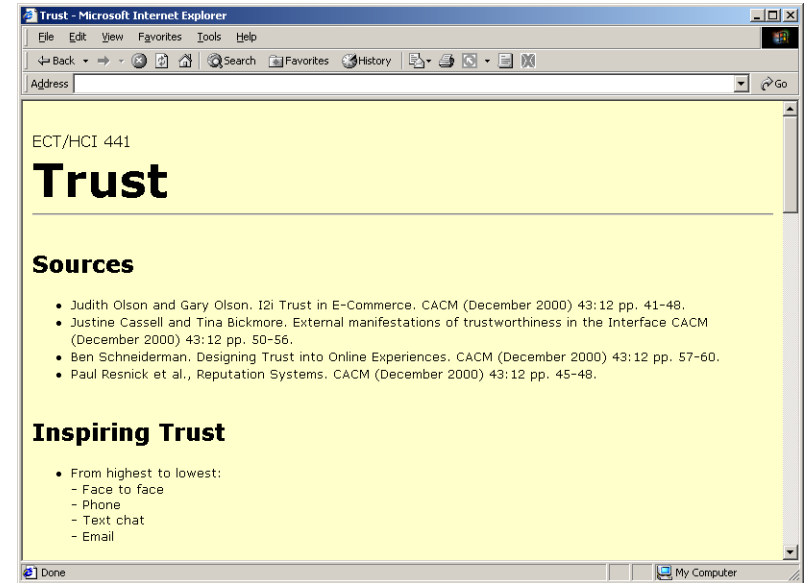 Trust - Microsoft Internet Explorer
File Edit View Favorites Tools Help
Back Search Favorites History
Address Go
ECT/HCI 441
Trust
Sources
• Judith Olson and Gary Olson. I2i Trust in E-Commerce. CACM (December 2000) 43:12 pp. 41-48.
• Justine Cassell and Tina Bickmore. External manifestations of trustworthiness in the Interface CACM
(December 2000) 43:12 pp. 50-56.
• Ben Schneiderman. Designing Trust into Online Experiences. CACM (December 2000) 43:12 pp. 57-60.
• Paul Resnick et al., Reputation Systems. CACM (December 2000) 43:12 pp. 45-48.
Inspiring Trust
• From highest to lowest:
- Face to face
- Phone
- Text chat
- Email
Done My Computer